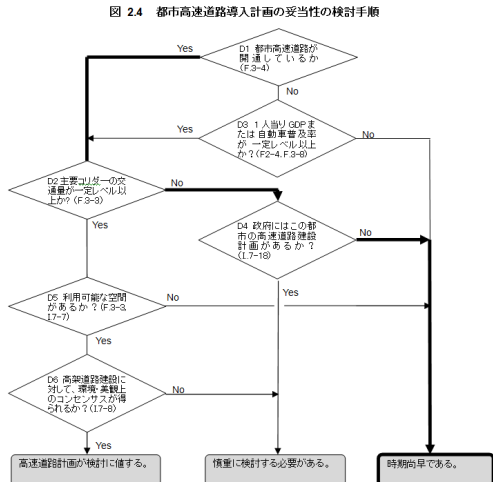 図 2.4 都市高速道路導入計画の妥当性の検討手順
D1 都市高速道路が
開通しているか
(F.3-4)
Yes
No
D3 1人当りGDPま
たは自動車普及率
が一定レベル以上
か?(F2-4.F.3-8)
Yes
No
D2 主要コリダーの交
通量が一定レベル以
上か? (F.3-3)
No
Yes
D4 政府にはこの都
市の高速道路建設
計画があるか?
(I.7-18)
No
Yes
D5 利用可能な空間
があるか?(F.3-3,
I.7-7)
No
Yes
D6 高架道路建設に
対して、環境・美観上
のコンセンサスが得
られるか?(I.7-8)
No
Yes
高速道路計画が検討に値する。
慎重に検討する必要がある。
時期尚早である。